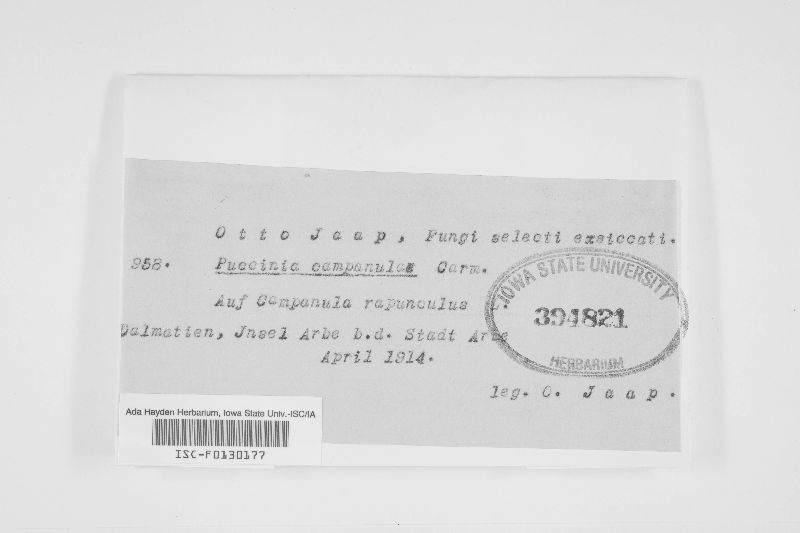 Otto Jaap, Fungi selecti exsiccati.
958. Puccinia campanulae Carm.
Auf Campanula rapunculus L.
Dalmatien, Jnsel Arbe b.d. Stadt Arbe
April 1914.
leg. O. Jaap.
IOWA STATE UNIVERSITY
394821
HERBARIUM
Ada Hayden Herbarium, Iowa State Univ.-ISC/IA
ISC-F0130177